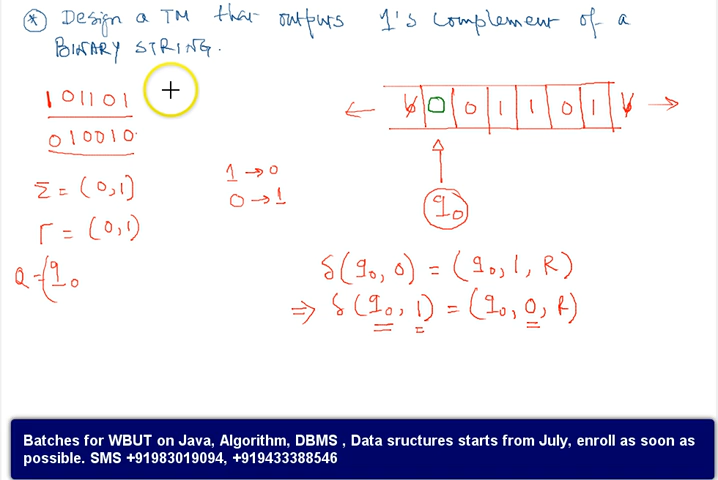 * Design a TM that outputs 1's complement of a
BINARY STRING.
101101
010010
Σ = (0,1)
Γ = (0,1)
Q = (q0
1 → 0
0 → 1
b 0 0 1 1 0 1 b
q0
δ(q0, 0) = (q0, 1, R)
⇒ δ(q0, 1) = (q0, 0, R)
Batches for WBUT on Java, Algorithm, DBMS , Data sructures starts from July, enroll as soon as
possible. SMS +91983019094, +919433388546